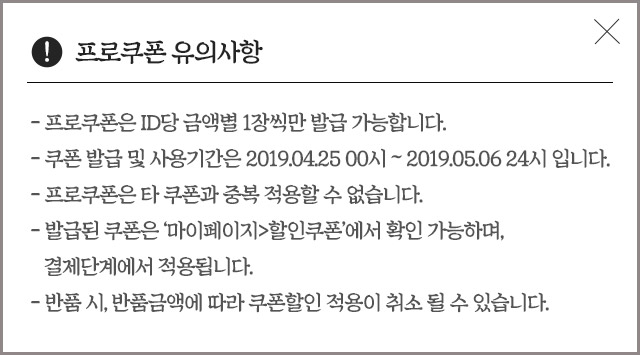 프로쿠폰 유의사항
- 프로쿠폰은 ID당 금액별 1장씩만 발급 가능합니다.
- 쿠폰 발급 및 사용기간은 2019.04.25 00시 ~ 2019.05.06 24시 입니다.
- 프로쿠폰은 타 쿠폰과 중복 적용할 수 없습니다.
- 발급된 쿠폰은 ‘마이페이지>할인쿠폰’에서 확인 가능하며,
결제단계에서 적용됩니다.
- 반품 시, 반품금액에 따라 쿠폰할인 적용이 취소 될 수 있습니다.